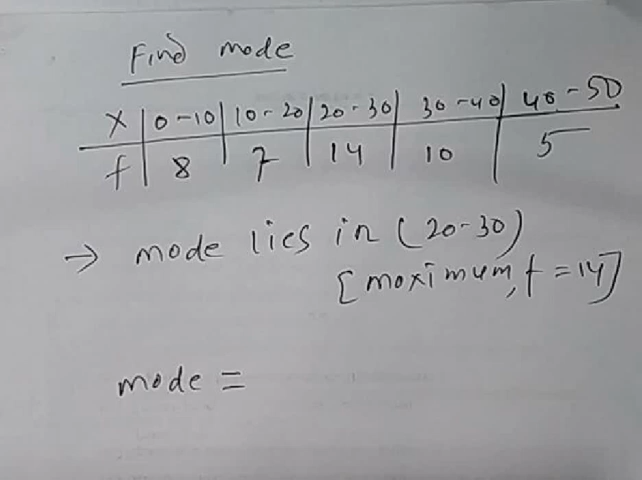 Find mode
X | 0-10 | 10-20 | 20-30 | 30-40 | 40-50
f | 8 | 7 | 14 | 10 | 5
→ mode lies in (20-30)
[moximum, f = 14]
mode =